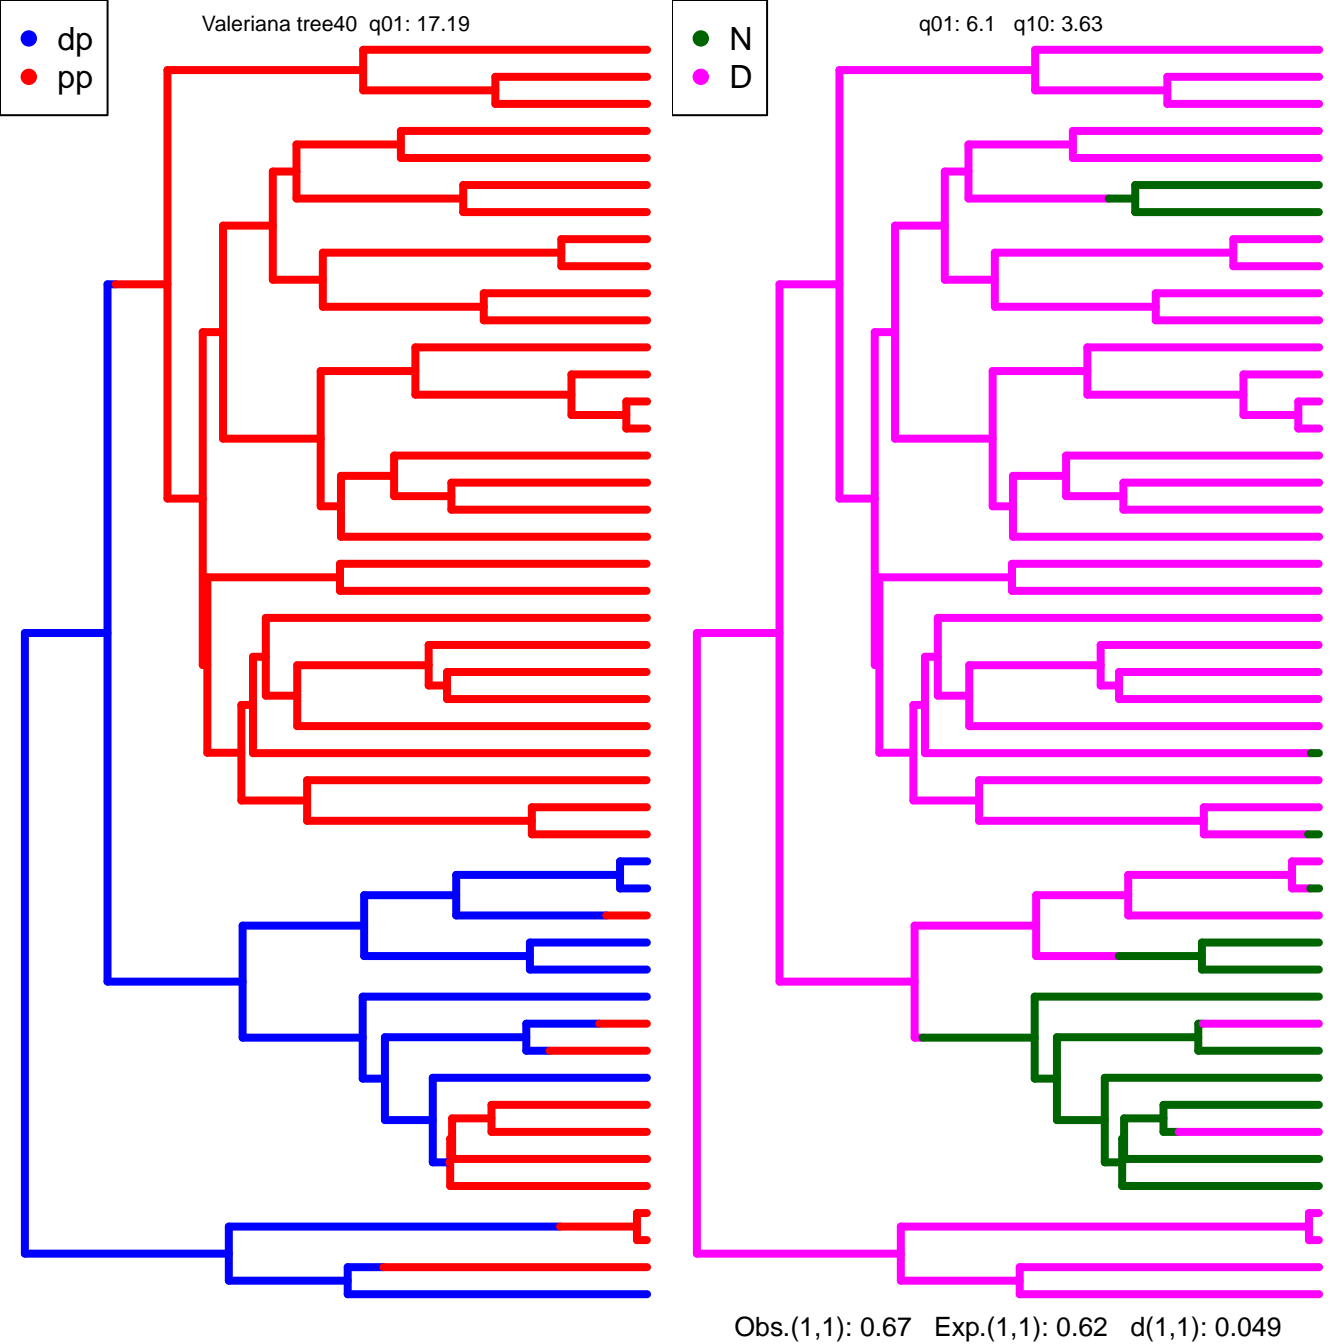 Valeriana tree40 q01: 17.19
dp
pp
q01: 6.1 q10: 3.63
N
D
Obs.(1,1): 0.67 Exp.(1,1): 0.62 d(1,1): 0.049